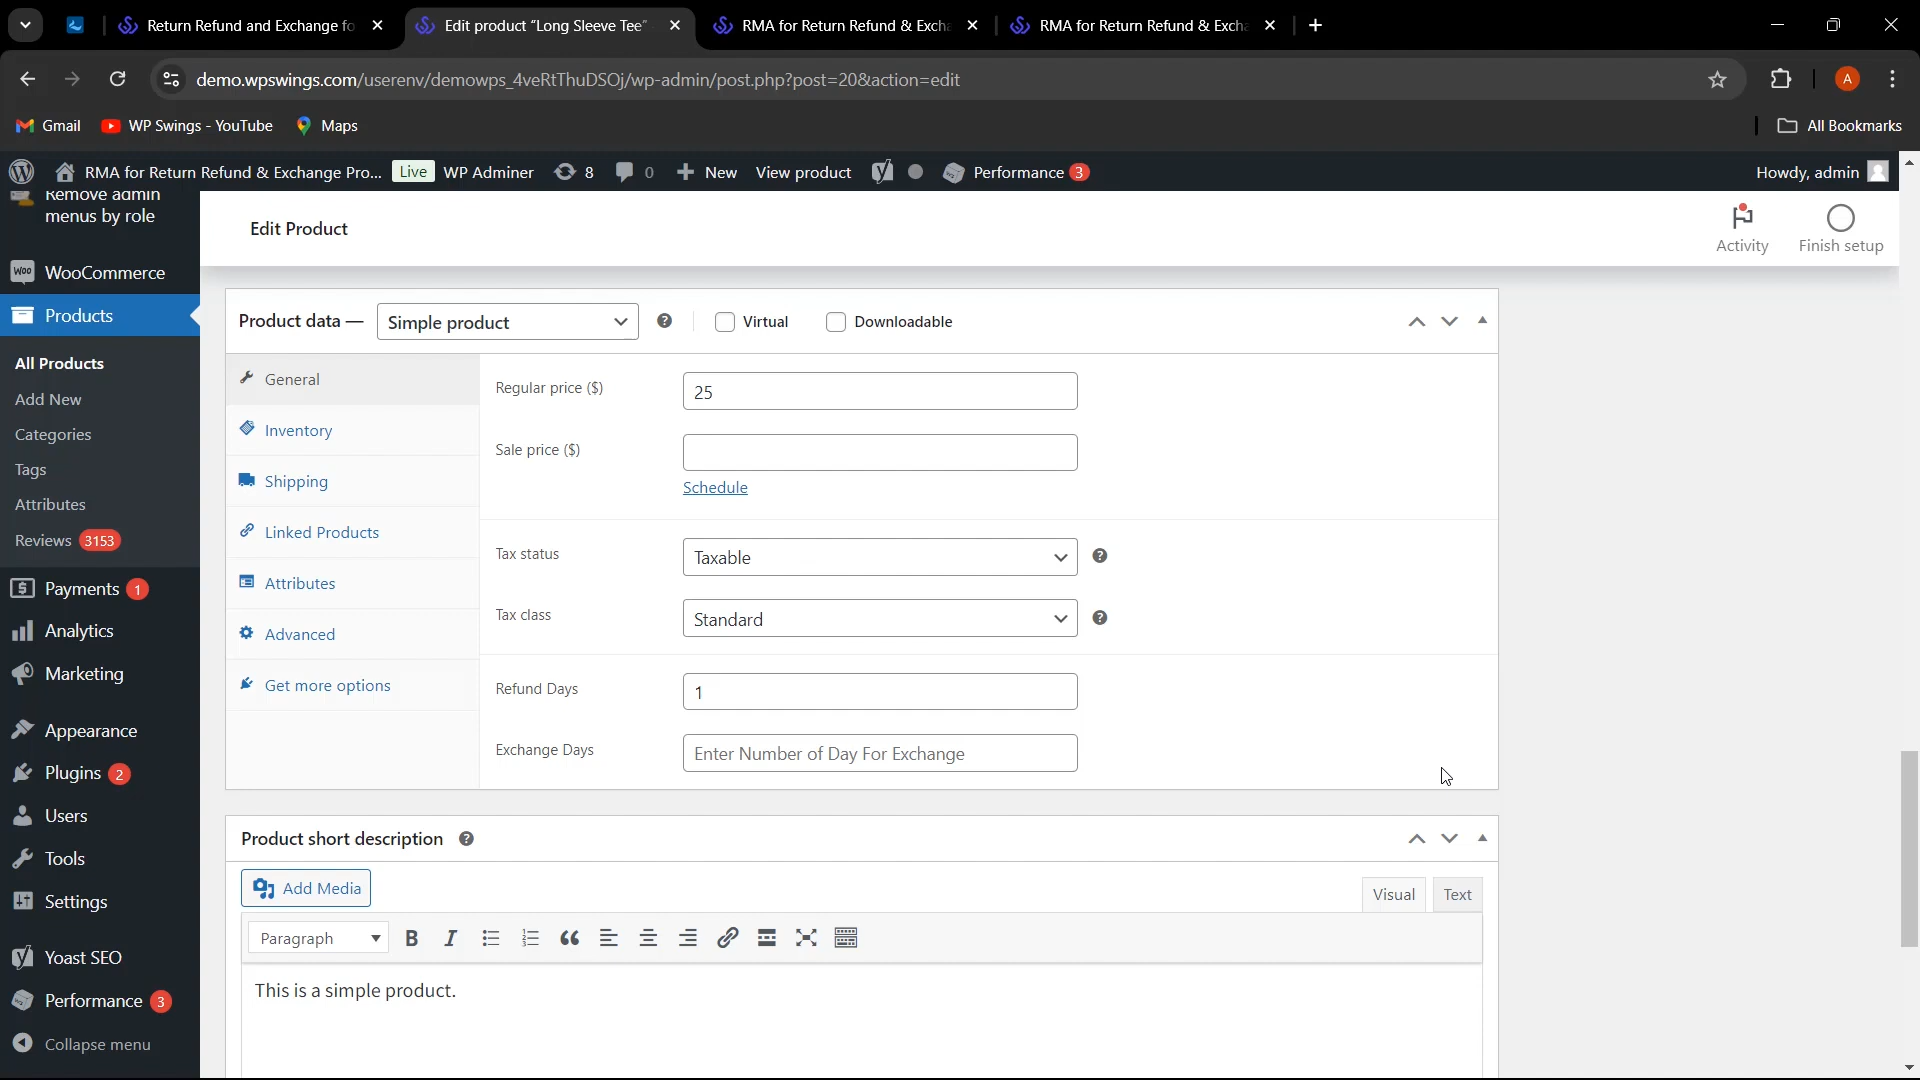 Return Refund and Exchange fo
Edit product "Long Sleeve Tee"
RMA for Return Refund & Excha
RMA for Return Refund & Excha
demo.wpswings.com/userenv/demowps_4veRtThuDSOj/wp-admin/post.php?post=20&action=edit
A
Gmail
WP Swings - YouTube
Maps
All Bookmarks
RMA for Return Refund & Exchange Pro...
Live
WP Adminer
8
0
New
View product
Performance 3
Howdy, admin
Remove admin
menus by role
WooCommerce
Products
All Products
Add New
Categories
Tags
Attributes
Reviews 3153
Payments 1
Analytics
Marketing
Appearance
Plugins 2
Users
Tools
Settings
Yoast SEO
Performance 3
Collapse menu
Edit Product
Activity
Finish setup
Product data —
Simple product
Virtual
Downloadable
General
Inventory
Shipping
Linked Products
Attributes
Advanced
Get more options
Regular price ($)
25
Sale price ($)
Schedule
Tax status
Taxable
Tax class
Standard
Refund Days
1
Exchange Days
Enter Number of Day For Exchange
Product short description
Add Media
Visual
Text
Paragraph
This is a simple product.